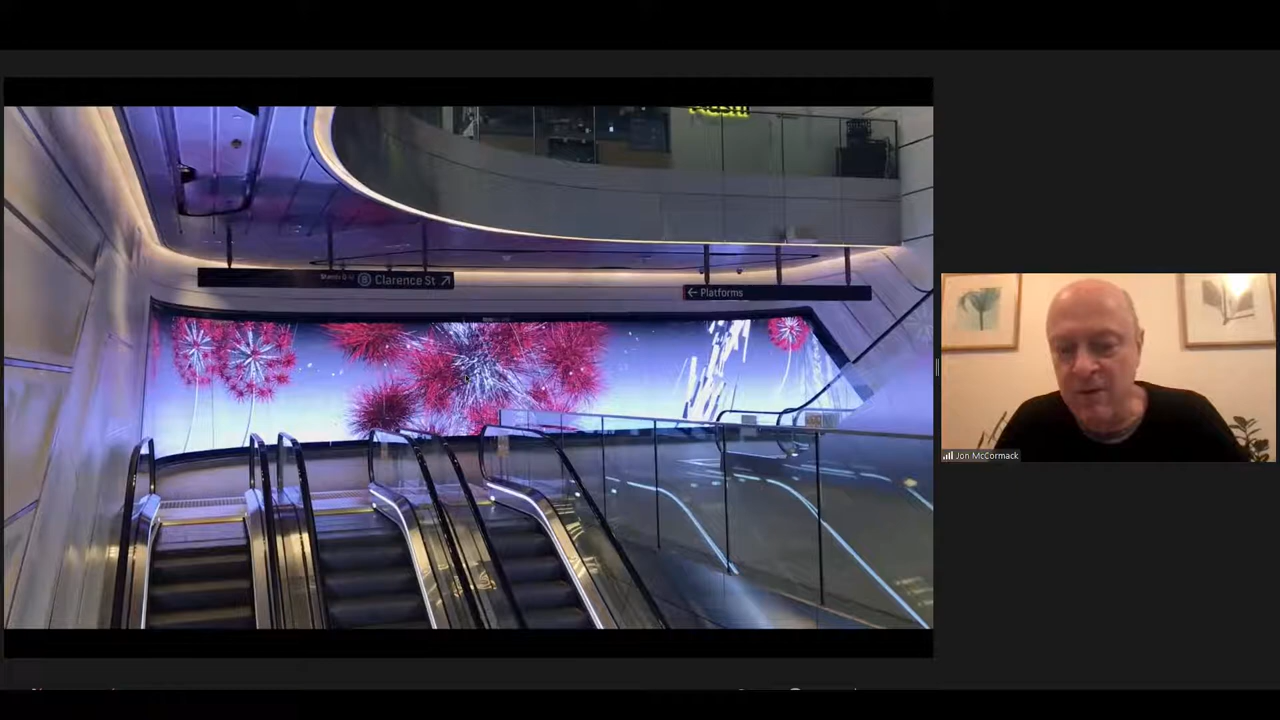 B Clarence St ↗
← Platforms
Jon McCormack